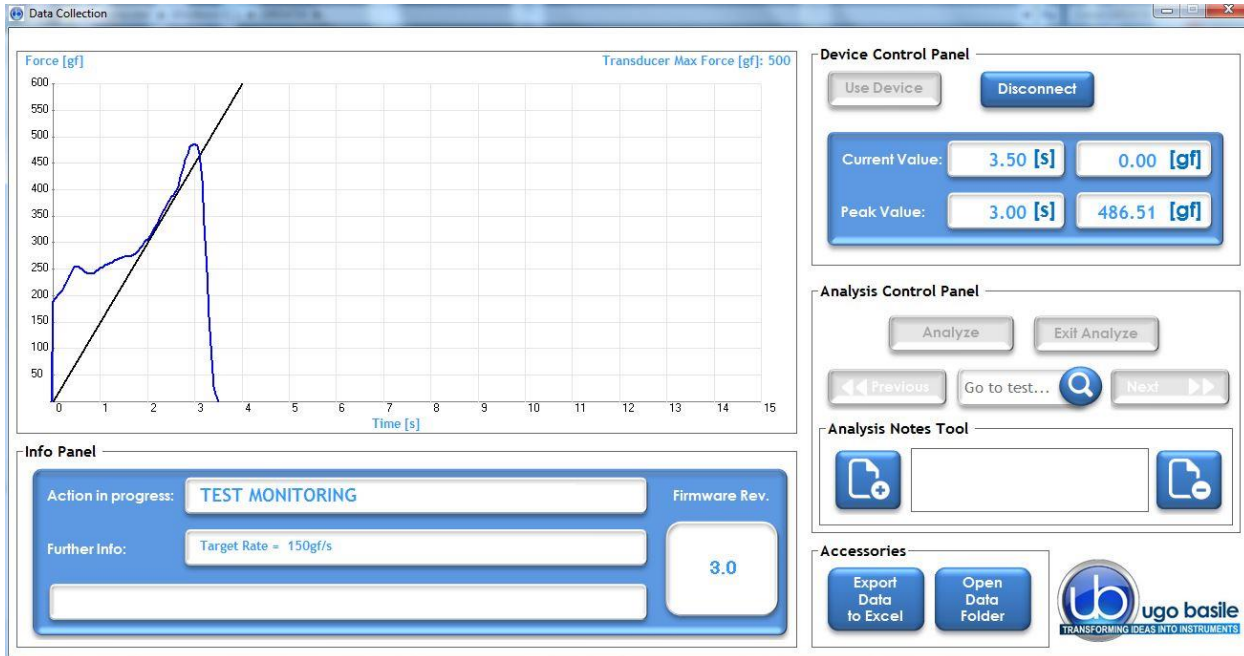 Data Collection
Force [gf]
Transducer Max Force [gf]: 500
600
550
500
450
400
350
300
250
200
150
100
50
0 1 2 3 4 5 6 7 8 9 10 11 12 13 14 15
Time [s]
Info Panel
Action in progress: TEST MONITORING
Firmware Rev.
Further Info: Target Rate = 150gf/s
3.0
Device Control Panel
Use Device
Disconnect
Current Value: 3.50 [s] 0.00 [gf]
Peak Value: 3.00 [s] 486.51 [gf]
Analysis Control Panel
Analyze
Exit Analyze
Previous
Go to test...
Next
Analysis Notes Tool
Accessories
Export
Data
to Excel
Open
Data
Folder
ub
ugo basile
TRANSFORMING IDEAS INTO INSTRUMENTS